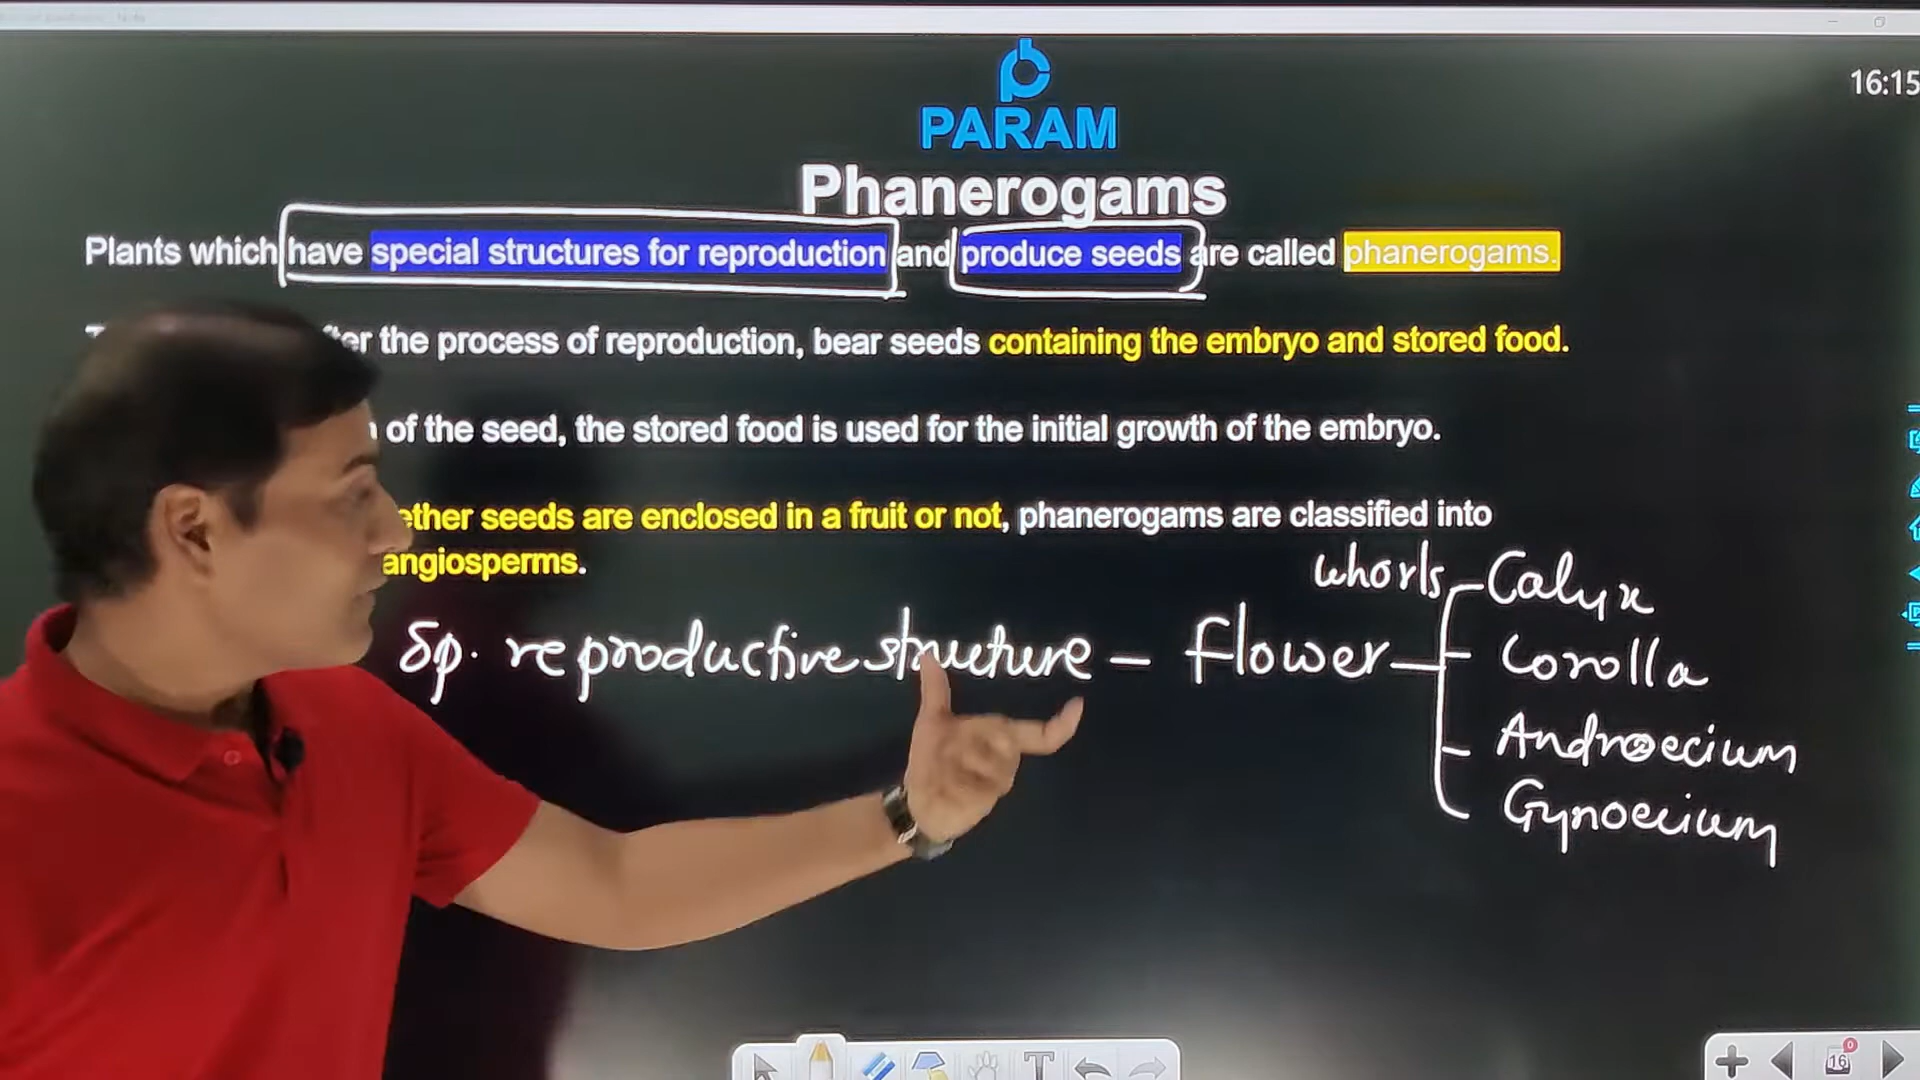 16:15
PARAM
Phanerogams
Plants which have special structures for reproduction and produce seeds are called phanerogams.
the process of reproduction, bear seeds containing the embryo and stored food.
of the seed, the stored food is used for the initial growth of the embryo.
seeds are enclosed in a fruit or not, phanerogams are classified into
angiosperms.
whorls
Calyx
Sp. reproductive structure – flower
Corolla
Androecium
Gynoecium
16
0